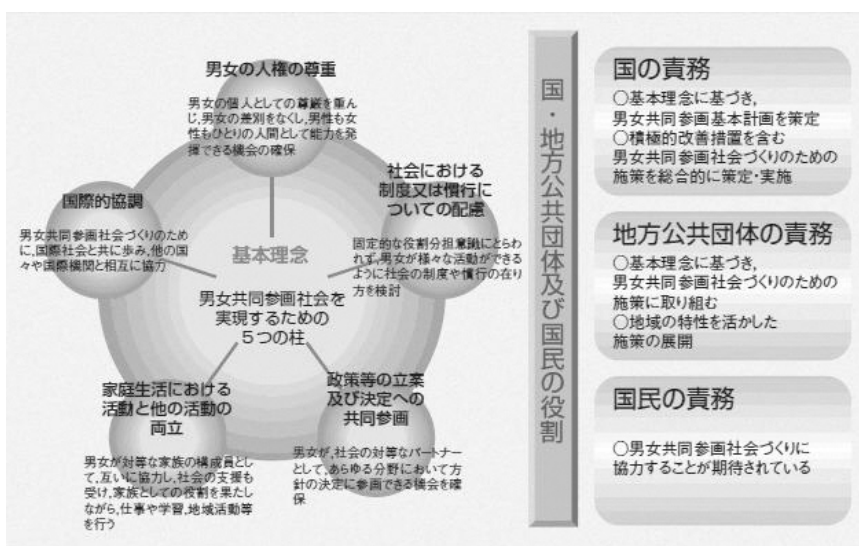 男女の人権の尊重
男女の個人としての尊厳を重ん
じ,男女の差別をなくし,男性も女
性もひとりの人間として能力を発
揮できる機会の確保
社会における
制度又は慣行に
ついての配慮
固定的な役割分担意識にとらわ
れず,男女が様々な活動ができる
ように社会の制度や慣行の在り
方を検討
国際的協調
男女共同参画社会づくりのため
に,国際社会と共に歩み,他の国
々や国際機関と相互に協力
基本理念
男女共同参画社会を
実現するための
5つの柱
家庭生活における
活動と他の活動の
両立
男女が対等な家族の構成員とし
て,互いに協力し,社会の支援も
受け,家族としての役割を果たし
ながら,仕事や学習,地域活動等
を行う
政策等の立案
及び決定への
共同参画
男女が,社会の対等なパートナー
として,あらゆる分野において方
針の決定に参画できる機会を確
保
国・地方公共団体及び国民の役割
国の責務
○基本理念に基づき,
男女共同参画基本計画を策定
○積極的改善措置を含む
男女共同参画社会づくりのための
施策を総合的に策定・実施
地方公共団体の責務
○基本理念に基づき,
男女共同参画社会づくりのための
施策に取り組む
○地域の特性を活かした
施策の展開
国民の責務
○男女共同参画社会づくりに
協力することが期待されている